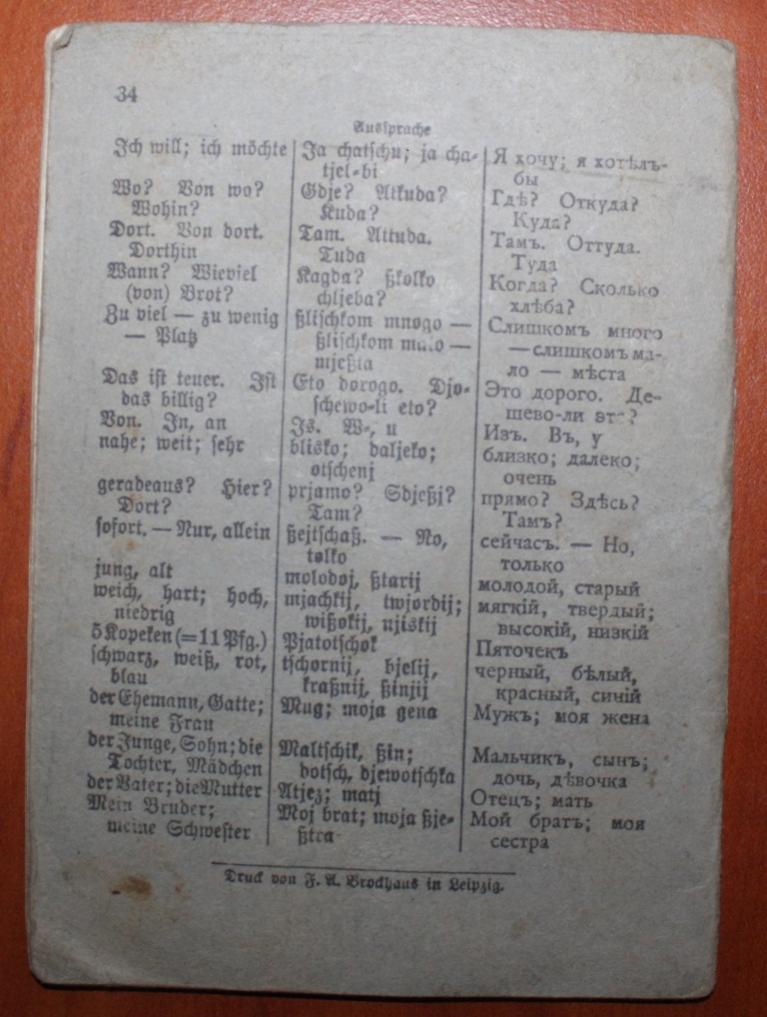 34
Aussprache
Ich will; ich möchte
Wo? Von wo?
Wohin?
Dort. Von dort.
Dorthin
Wann? Wieviel
(von) Brot?
Zu viel — zu wenig
— Platz
Das ist teuer. Ist
das billig?
Von. In, an
nahe; weit; sehr
geradeaus? Hier?
Dort?
sofort. — Nur, allein
jung, alt
weich, hart; hoch,
niedrig
5 Kopeken (= 11 Pfg.)
schwarz, weiß, rot,
blau
der Ehemann, Gatte;
meine Frau
der Junge, Sohn; die
Tochter, Mädchen
der Vater; die Mutter
Mein Bruder;
meine Schwester
Ja chatschu; ja cha-
tjel-bi
Gdje? Atkuda?
Kuda?
Tam. Attuda.
Tuda
Kagda? ßkolko
chljeba?
ßlischkom mnogo —
ßlischkom malo —
mjeßta
Eto dorogo. Djo-
schewo-li eto?
Is. W-, u
blisko; daljeko;
otschenj
prjamo? Sdjeßj?
Tam?
ßejtschaß. — No,
tolko
molodoj, ßtarij
mjachkij, twjordij;
wißokij, njiskij
Pjatotschok
tschornij, bjelij,
kraßnij, ßinjij
Mug; moja gena
Maltschik, ßin;
dotsch, djewotschka
Atjez; matj
Moj brat; moja ßje-
ßtra
Я хочу; я хотѣлъ-
бы
Гдѣ? Откуда?
Куда?
Тамъ. Оттуда.
Туда
Когда? Сколько
хлѣба?
Слишкомъ много
— слишкомъ ма-
ло — мѣста
Это дорого. Де-
шево-ли это?
Изъ. Въ, у
близко; далеко;
очень
прямо? Здѣсь?
Тамъ?
сейчасъ. — Но,
только
молодой, старый
мягкій, твердый;
высокій, низкій
Пяточекъ
черный, бѣлый,
красный, синій
Мужъ; моя жена
Мальчикъ, сынъ;
дочь, дѣвочка
Отецъ; мать
Мой братъ; моя
сестра
Druck von F. A. Brockhaus in Leipzig.